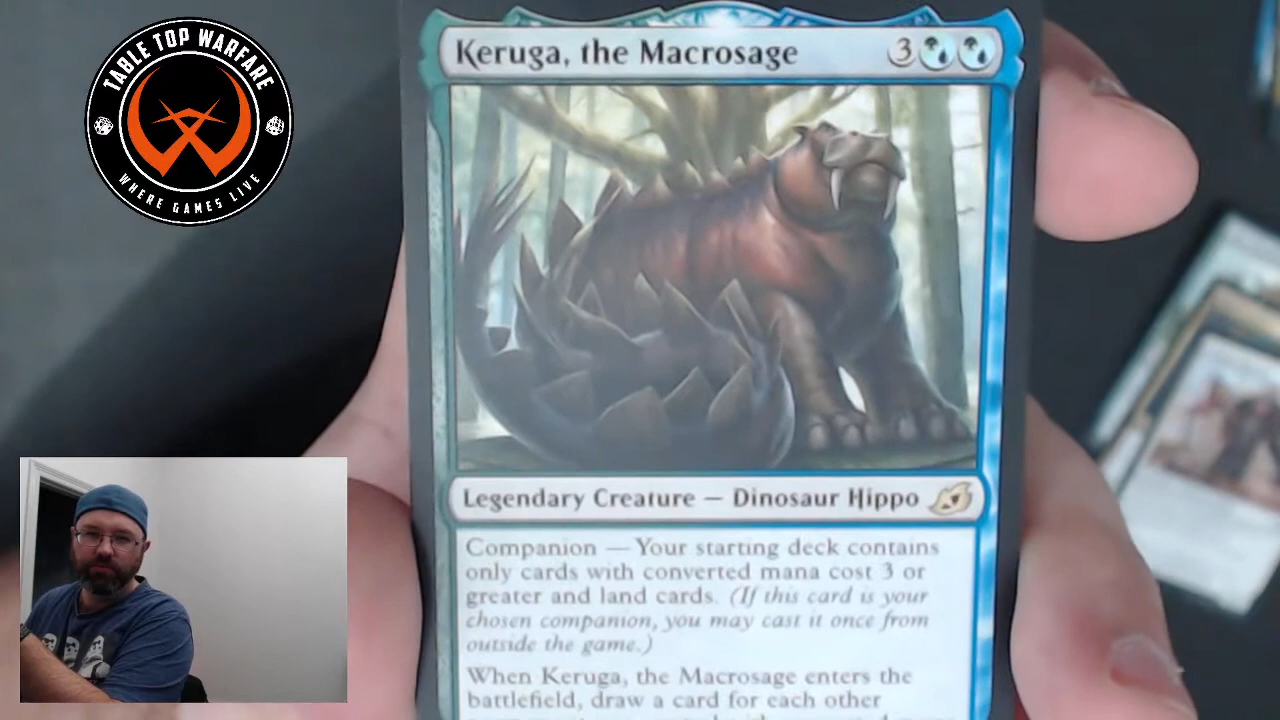 TABLE TOP WARFARE
WHERE GAMES LIVE
Keruga, the Macrosage 3
Legendary Creature — Dinosaur Hippo
Companion — Your starting deck contains
only cards with converted mana cost 3 or
greater and land cards. (If this card is your
chosen companion, you may cast it once from
outside the game.)
When Keruga, the Macrosage enters the
battlefield, draw a card for each other